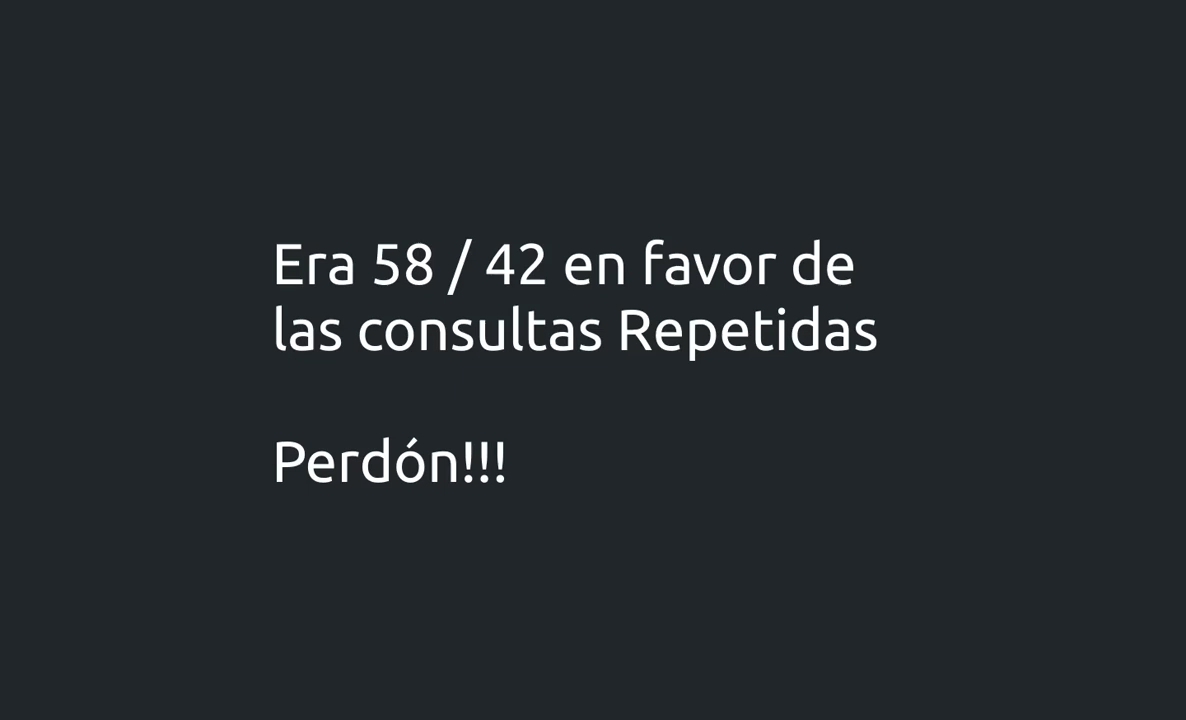 Era 58 / 42 en favor de
las consultas Repetidas
Perdón!!!